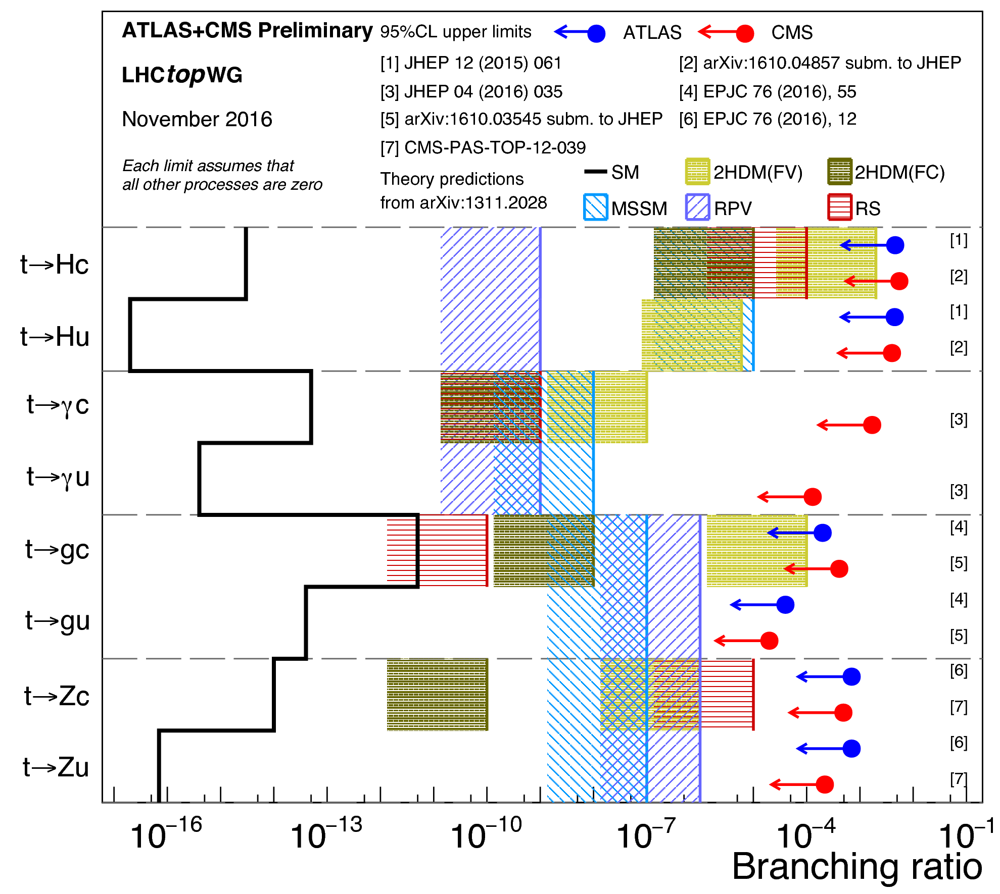 ATLAS+CMS Preliminary 95%CL upper limits ATLAS CMS
[1] JHEP 12 (2015) 061 [2] arXiv:1610.04857 subm. to JHEP
LHCtopWG
[3] JHEP 04 (2016) 035 [4] EPJC 76 (2016), 55
November 2016
[5] arXiv:1610.03545 subm. to JHEP [6] EPJC 76 (2016), 12
[7] CMS-PAS-TOP-12-039
Each limit assumes that
all other processes are zero
Theory predictions
from arXiv:1311.2028
SM 2HDM(FV) 2HDM(FC)
MSSM RPV RS
t→Hc [1]
[2]
t→Hu [1]
[2]
t→γc [3]
t→γu [3]
t→gc [4]
[5]
t→gu [4]
[5]
t→Zc [6]
[7]
t→Zu [6]
[7]
10⁻¹⁶ 10⁻¹³ 10⁻¹⁰ 10⁻⁷ 10⁻⁴ 10⁻¹
Branching ratio